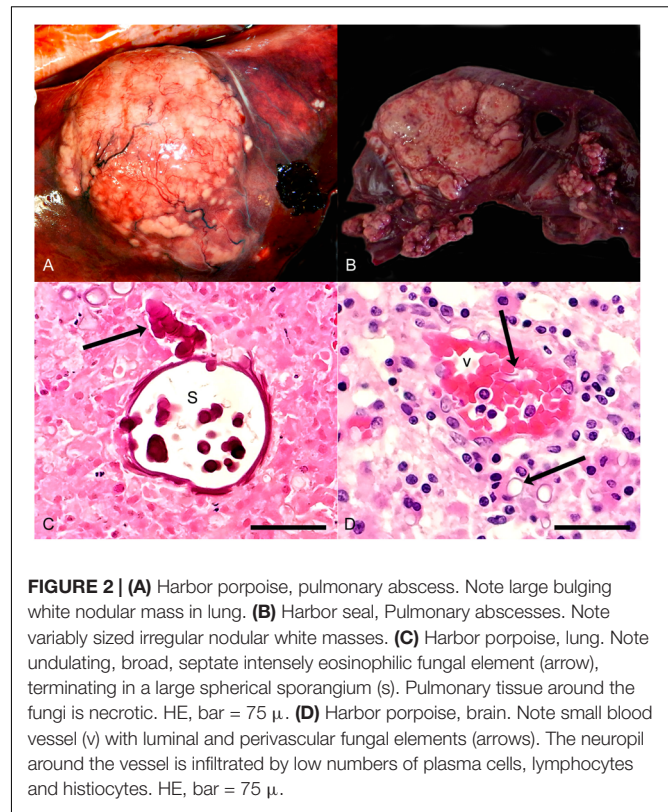 A
B
S
C
v
D
FIGURE 2 | (A) Harbor porpoise, pulmonary abscess. Note large bulging
white nodular mass in lung. (B) Harbor seal, Pulmonary abscesses. Note
variably sized irregular nodular white masses. (C) Harbor porpoise, lung. Note
undulating, broad, septate intensely eosinophilic fungal element (arrow),
terminating in a large spherical sporangium (s). Pulmonary tissue around the
fungi is necrotic. HE, bar = 75 μ. (D) Harbor porpoise, brain. Note small blood
vessel (v) with luminal and perivascular fungal elements (arrows). The neuropil
around the vessel is infiltrated by low numbers of plasma cells, lymphocytes
and histiocytes. HE, bar = 75 μ.